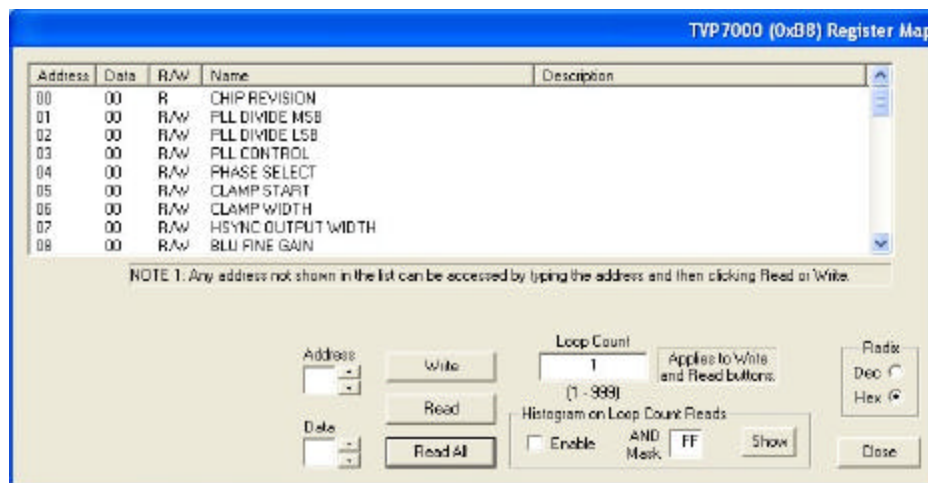 TVP7000 (0xB8) Register Map
Address Data R/W Name Description
00 00 R CHIP REVISION
01 00 R/W PLL DIVIDE MSB
02 00 R/W PLL DIVIDE LSB
03 00 R/W PLL CONTROL
04 00 R/W PHASE SELECT
05 00 R/W CLAMP START
06 00 R/W CLAMP WIDTH
07 00 R/W HSYNC OUTPUT WIDTH
08 00 R/W BLU FINE GAIN
NOTE 1: Any address not shown in the list can be accessed by typing the address and then clicking Read or Write.
Address
Write
Loop Count
1
(1 - 999)
Applies to Write
and Read buttons.
Radix
Dec
Hex
Read
Data
Read All
Histogram on Loop Count Reads
Enable
AND
Mask
FF
Show
Close